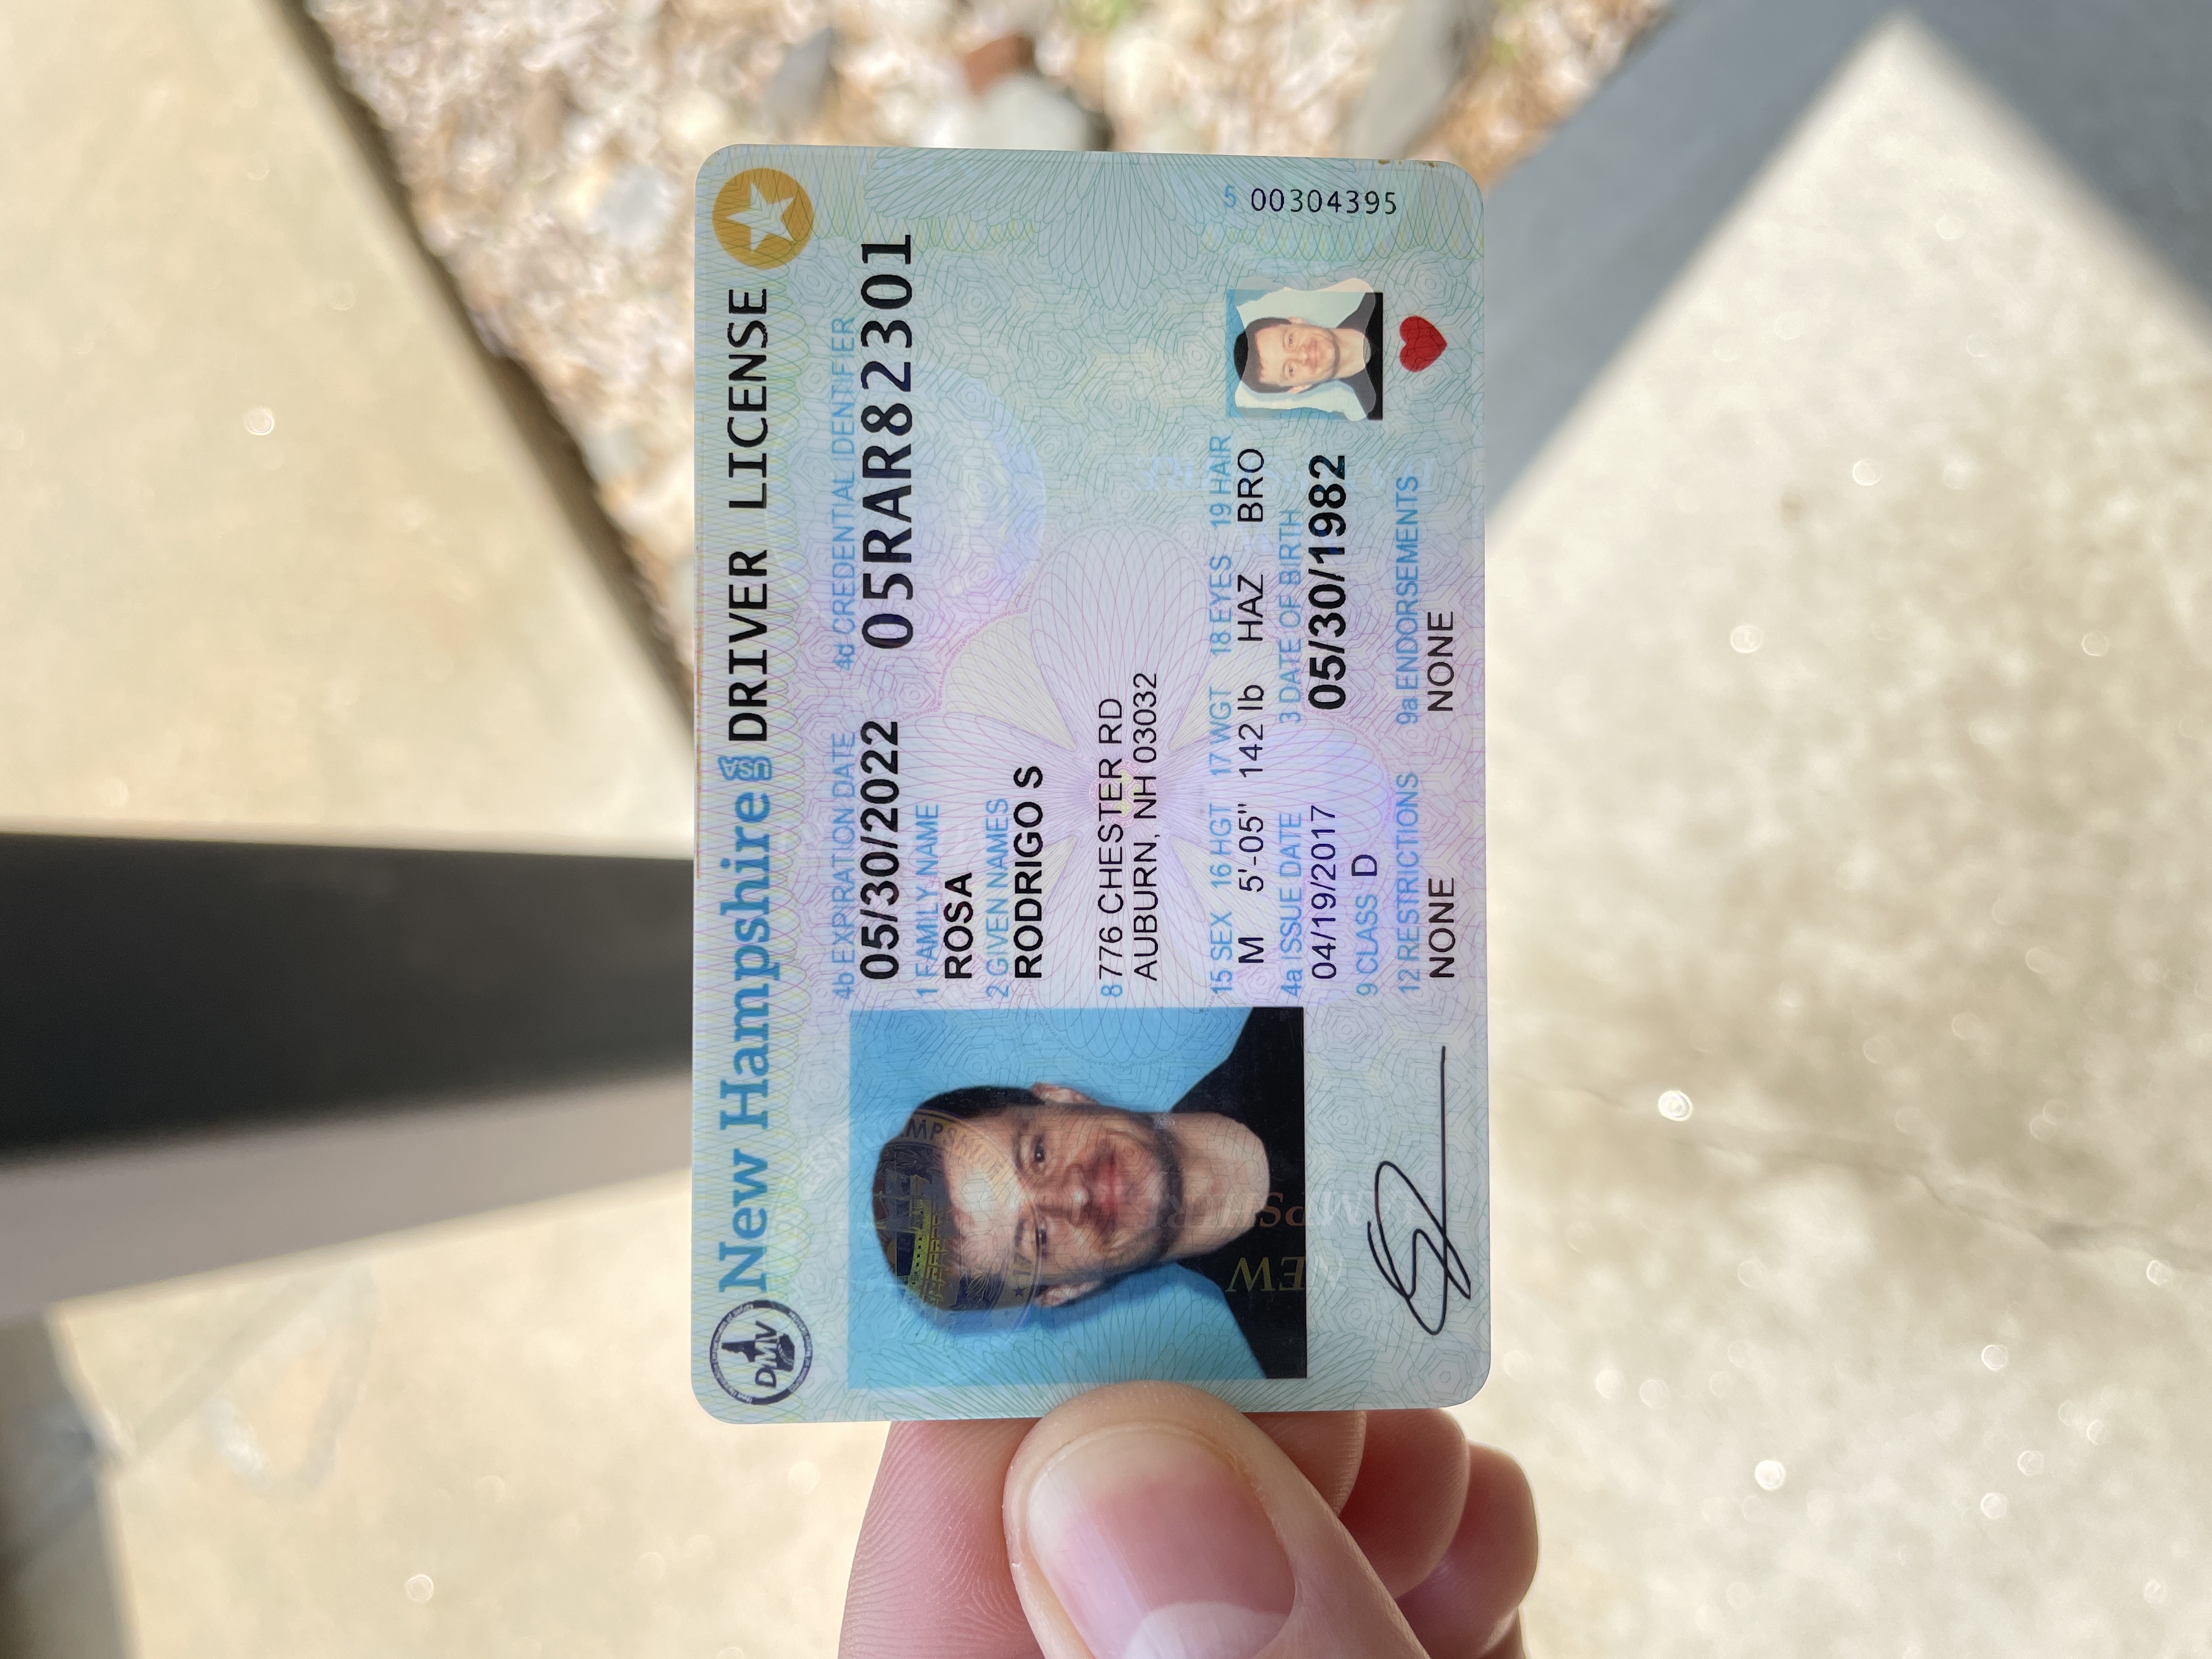 DMV
New Hampshire USA DRIVER LICENSE
4b EXPIRATION DATE 4d CREDENTIAL IDENTIFIER
05/30/2022 05RAR82301
1 FAMILY NAME
ROSA
2 GIVEN NAMES
RODRIGO S
8 776 CHESTER RD
AUBURN, NH 03032
15 SEX 16 HGT 17 WGT 18 EYES 19 HAIR
M 5'-05" 142 lb HAZ BRO
4a ISSUE DATE 3 DATE OF BIRTH
04/19/2017 05/30/1982
9 CLASS D
12 RESTRICTIONS 9a ENDORSEMENTS
NONE NONE
5 00304395
NEW